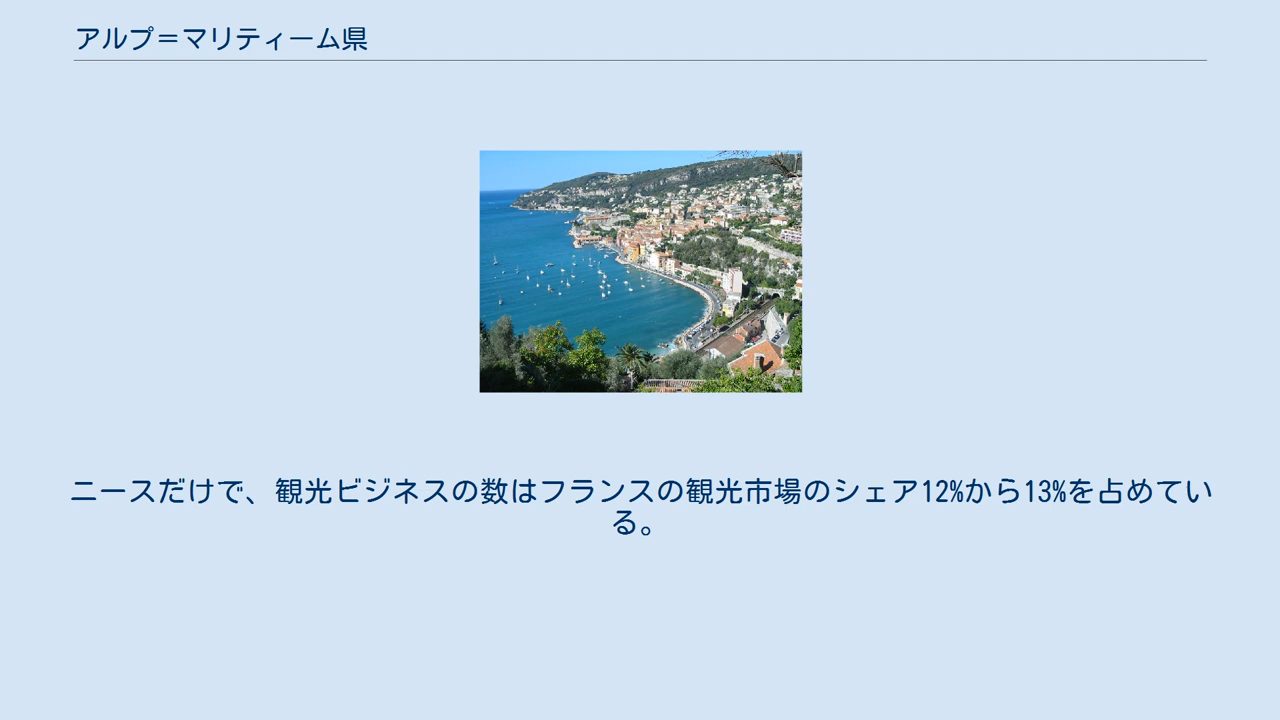 アルプ＝マリティーム県
ニースだけで、観光ビジネスの数はフランスの観光市場のシェア12%から13%を占めてい
る。